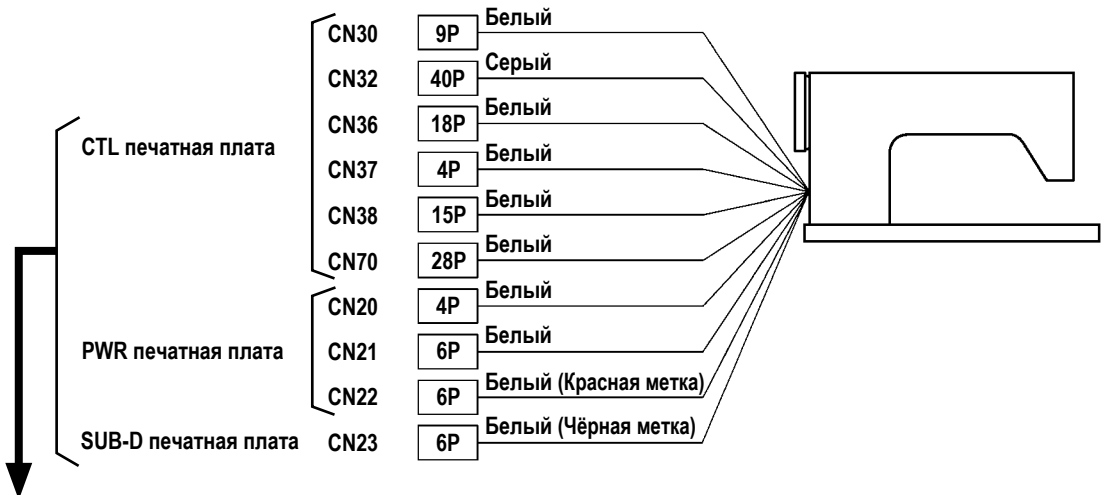 CN30 9P Белый
CN32 40P Серый
CN36 18P Белый
CTL печатная плата
CN37 4P Белый
CN38 15P Белый
CN70 28P Белый
CN20 4P Белый
PWR печатная плата CN21 6P Белый
CN22 6P Белый (Красная метка)
SUB-D печатная плата CN23 6P Белый (Чёрная метка)